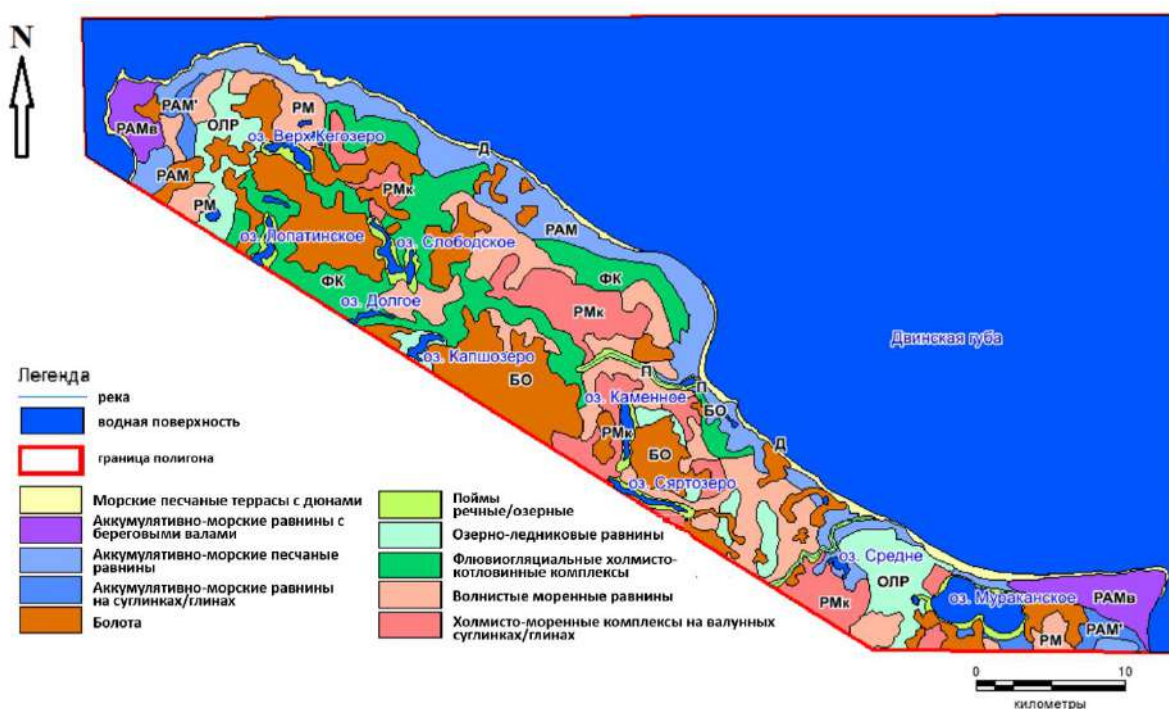 N
РАМв
РАМ'
ОЛР
РМ
оз. Верх.Кегозеро
РАМ
РМк
Д
РМ
РАМ
оз. Лопатинское
оз. Слободское
ФК
ФК
оз. Долгое
РМк
Двинская губа
оз. Капшозеро
БО
П
П
оз. Каменное
БО
РМк
БО
Д
оз. Сяртозеро
оз. Средне
ОЛР
РМк
оз. Мураканское
РАМв
РМ
РАМ'
Легенда
река
водная поверхность
граница полигона
Морские песчаные террасы с дюнами
Аккумулятивно-морские равнины с
береговыми валами
Аккумулятивно-морские песчаные
равнины
Аккумулятивно-морские равнины
на суглинках/глинах
Болота
Поймы
речные/озерные
Озерно-ледниковые равнины
Флювиогляциальные холмисто-
котловинные комплексы
Волнистые моренные равнины
Холмисто-моренные комплексы на валунных
суглинках/глинах
0 10
километры